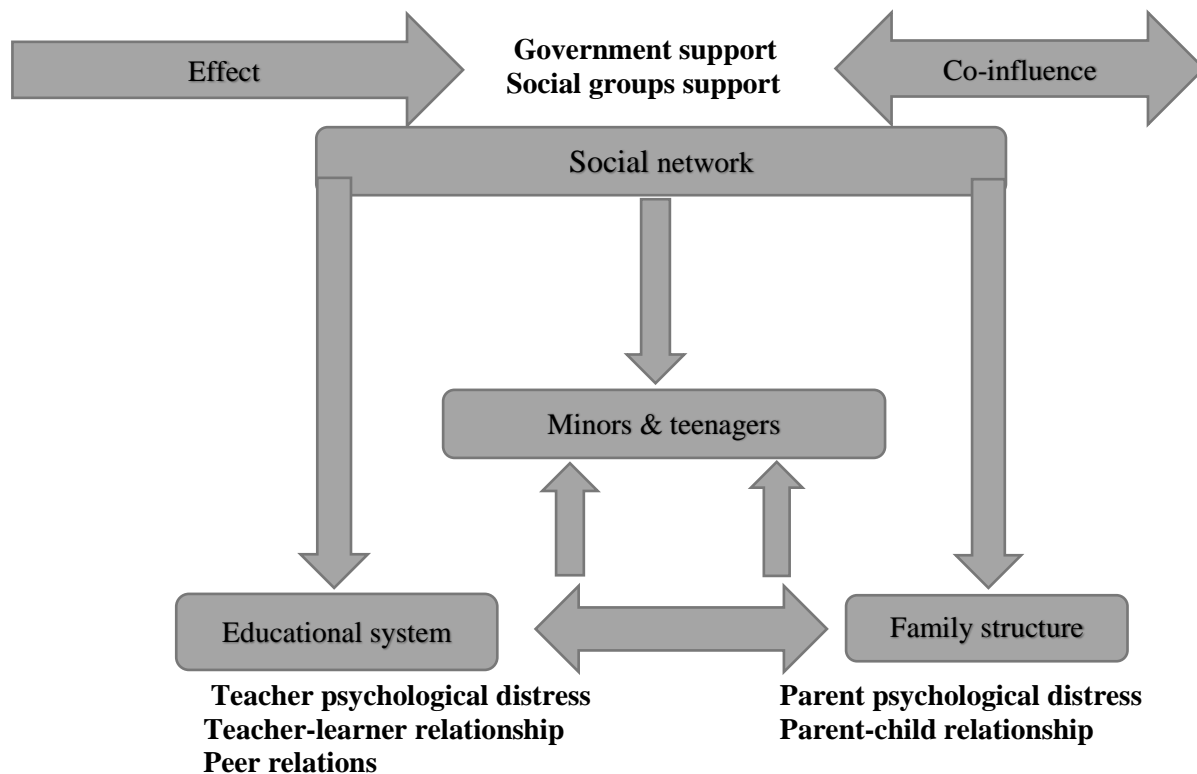 Effect
Government support
Social groups support
Co-influence
Social network
Minors & teenagers
Educational system
Family structure
Teacher psychological distress
Teacher-learner relationship
Peer relations
Parent psychological distress
Parent-child relationship